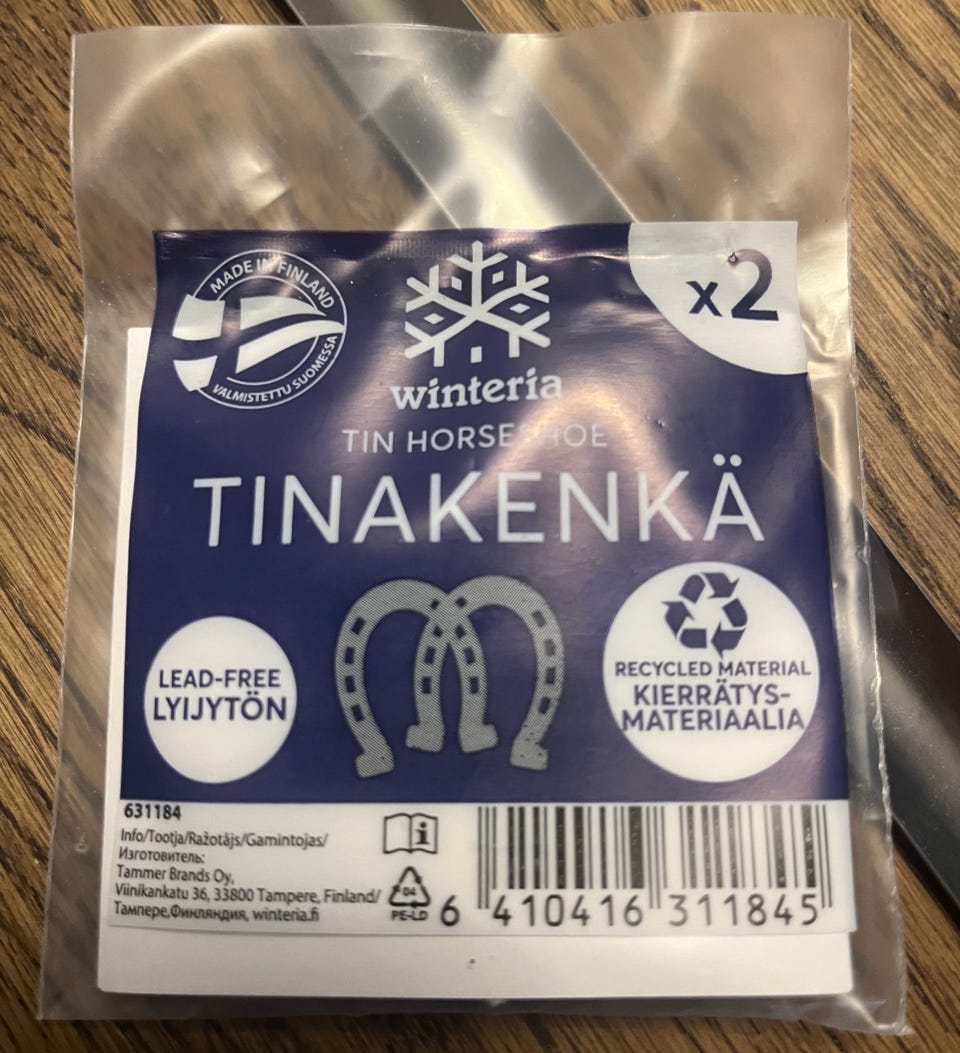 MADE IN FINLAND
VALMISTETTU SUOMESSA
winteria
x2
TIN HORSESHOE
TINAKENKÄ
LEAD-FREE
LYIJYTÖN
RECYCLED MATERIAL
KIERRÄTYS-
MATERIAALIA
631184
Info/Tootja/Ražotājs/Gamintojas/
Изготовитель:
Tammer Brands Oy,
Viinikankatu 36, 33800 Tampere, Finland/
Тампере,Финляндия, winteria.fi
04
PE-LD
6 410416 311845